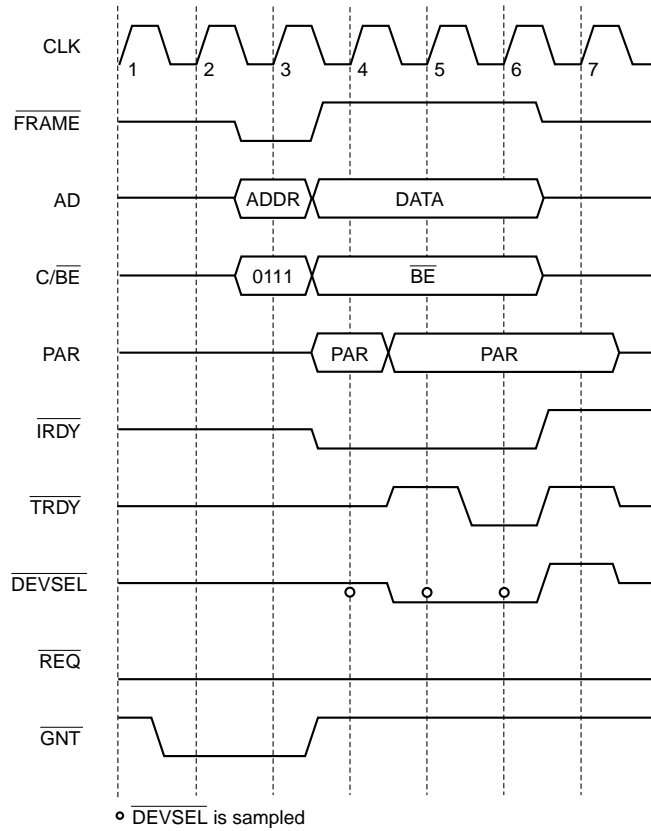 CLK
1 2 3 4 5 6 7
FRAME
AD ADDR DATA
C/BE 0111 BE
PAR PAR PAR
IRDY
TRDY
DEVSEL
REQ
GNT
DEVSEL is sampled